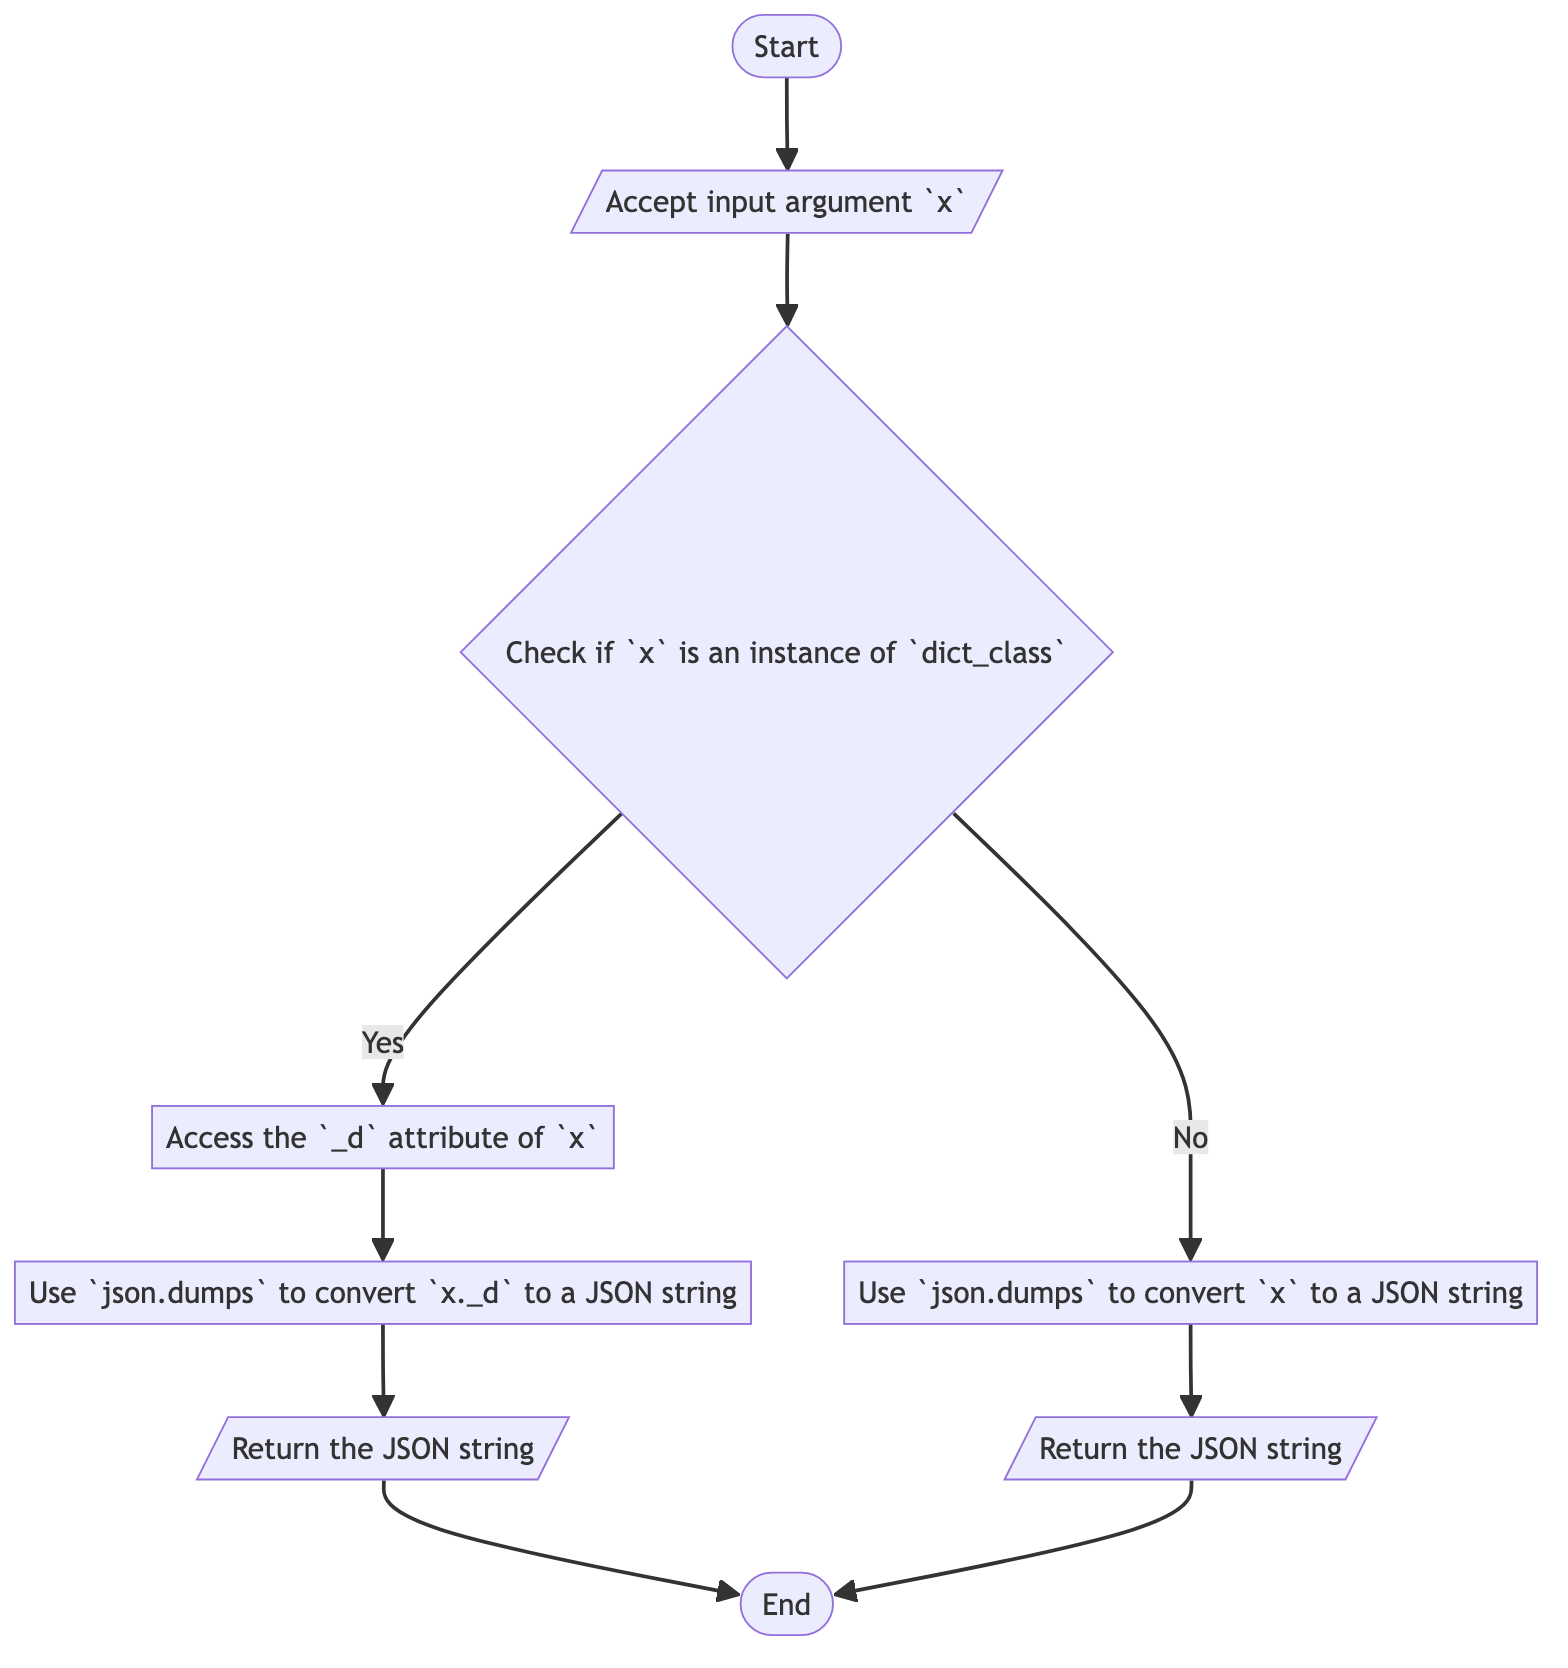 Start
Accept input argument `x`
Check if `x` is an instance of `dict_class`
Yes
No
Access the `_d` attribute of `x`
Use `json.dumps` to convert `x._d` to a JSON string
Use `json.dumps` to convert `x` to a JSON string
Return the JSON string
Return the JSON string
End